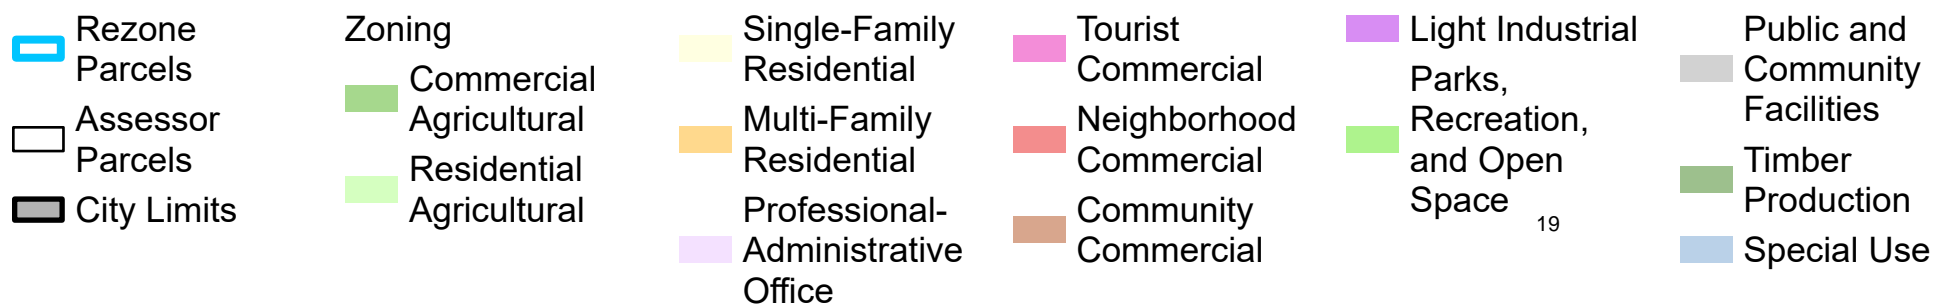 Rezone
Parcels
Assessor
Parcels
City Limits
Zoning
Commercial
Agricultural
Residential
Agricultural
Single-Family
Residential
Multi-Family
Residential
Professional-
Administrative
Office
Tourist
Commercial
Neighborhood
Commercial
Community
Commercial
Light Industrial
Parks,
Recreation,
and Open
Space
19
Public and
Community
Facilities
Timber
Production
Special Use